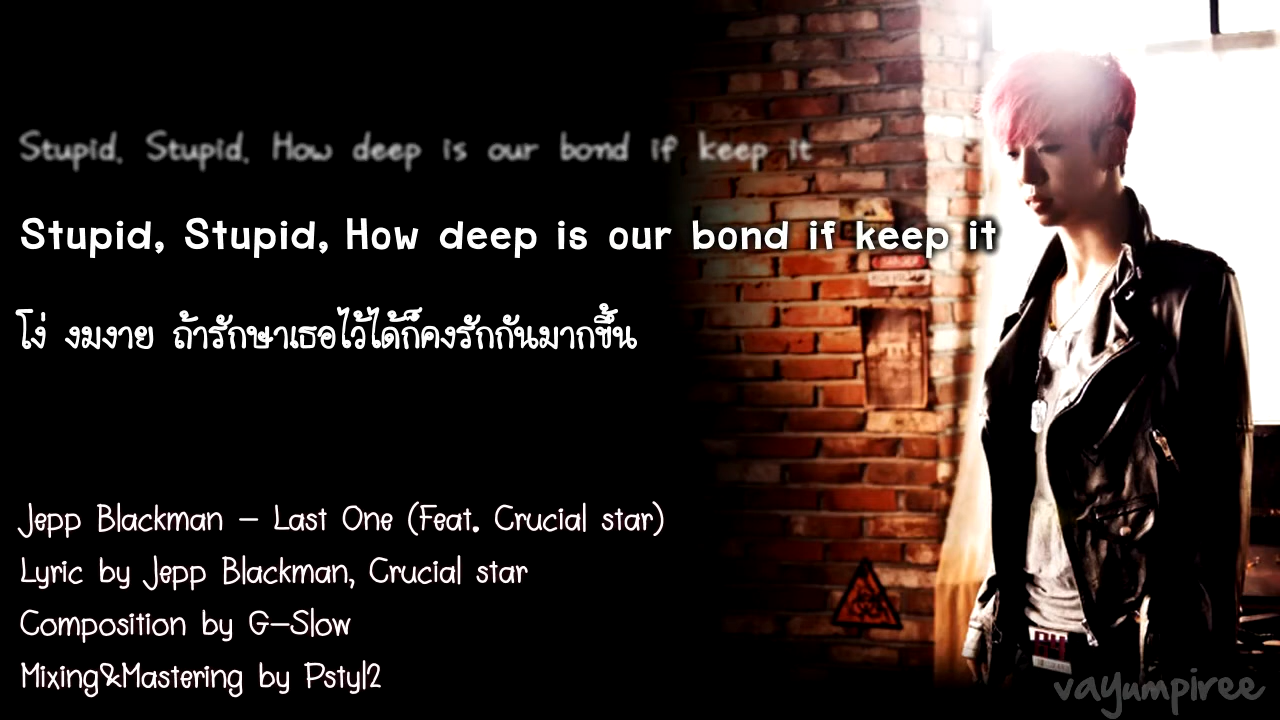 Stupid, Stupid, How deep is our bond if keep it
Stupid, Stupid, How deep is our bond if keep it
โง่ งมงาย ถ้ารักษาเธอไว้ได้ก็คงรักกันมากขึ้น
Jepp Blackman - Last One (Feat. Crucial star)
Lyric by Jepp Blackman, Crucial star
Composition by G-Slow
Mixing&Mastering by Pstyl2
vayumpiree